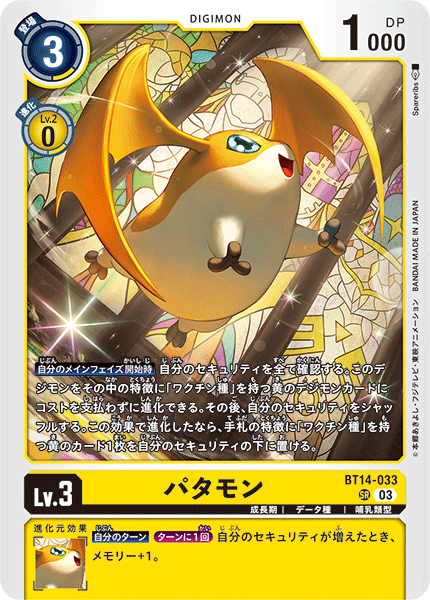 登場
3
DIGIMON
DP
1000
進化
Lv.2
0
Spareribs
BANDAI MADE IN JAPAN
©本郷あきよし・フジテレビ・東映アニメーション
自分のメインフェイズ開始時 自分のセキュリティを全て確認する。このデ
ジモンをその中の特徴に「ワクチン種」を持つ黄のデジモンカードに
コストを支払わずに進化できる。その後、自分のセキュリティをシャッ
フルする。この効果で進化したなら、手札の特徴に「ワクチン種」を持
つ黄のカード1枚を自分のセキュリティの下に置ける。
BT14-033
Lv.3
パタモン
SR 03
成長期 データ種 哺乳類型
進化元効果
自分のターン ターンに1回 自分のセキュリティが増えたとき、
メモリー+1。